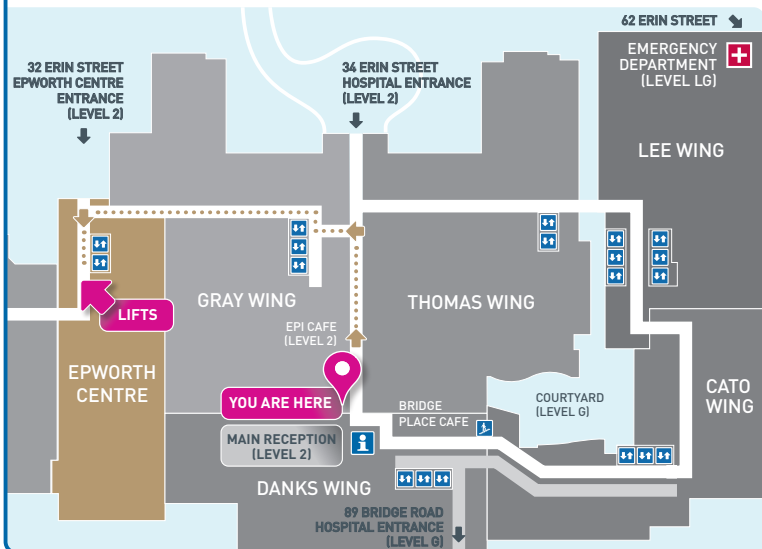 62 ERIN STREET
EMERGENCY
DEPARTMENT
(LEVEL LG)
32 ERIN STREET
EPWORTH CENTRE
ENTRANCE
(LEVEL 2)
34 ERIN STREET
HOSPITAL ENTRANCE
(LEVEL 2)
LEE WING
GRAY WING
THOMAS WING
LIFTS
EPI CAFE
(LEVEL 2)
EPWORTH
CENTRE
YOU ARE HERE
BRIDGE
PLACE CAFE
COURTYARD
(LEVEL G)
CATO
WING
MAIN RECEPTION
(LEVEL 2)
i
DANKS WING
89 BRIDGE ROAD
HOSPITAL ENTRANCE
(LEVEL G)